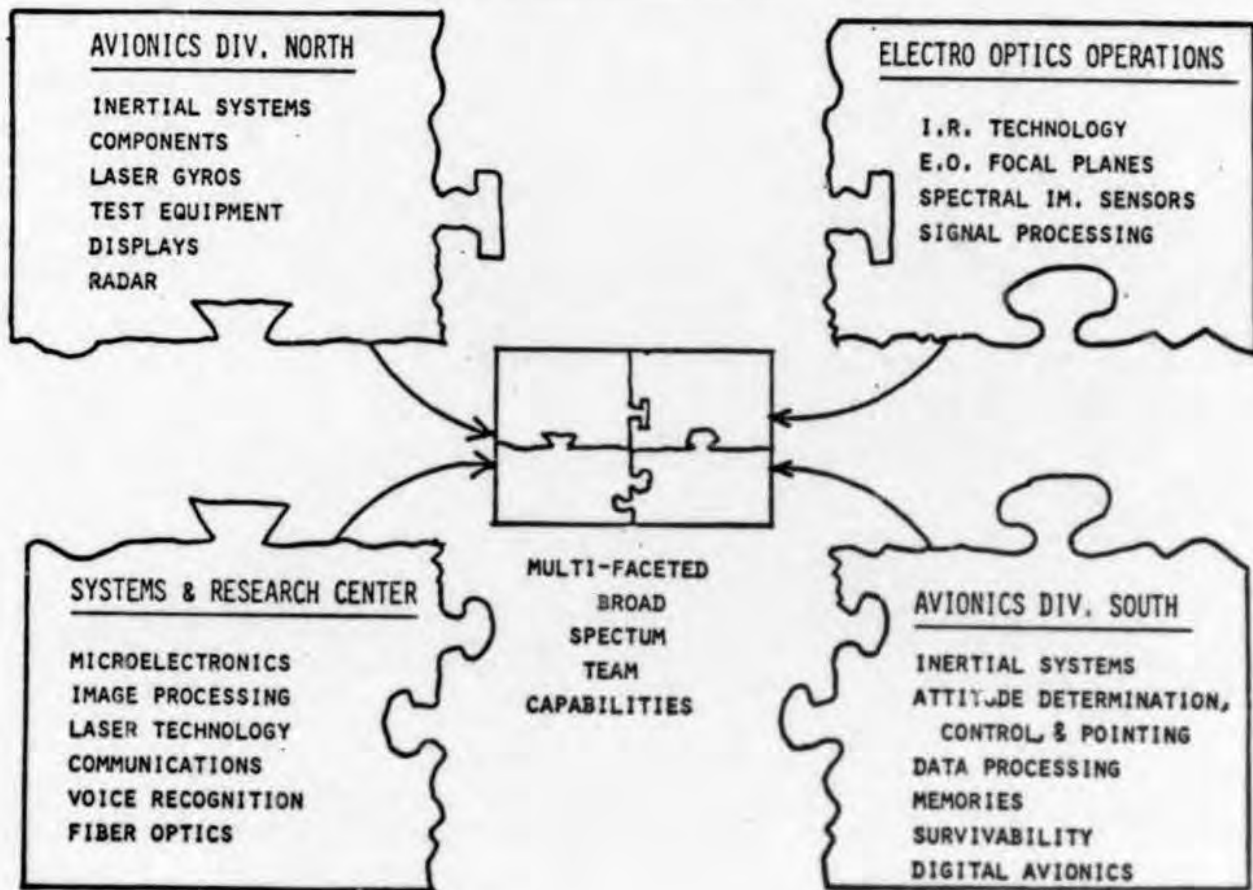 AVIONICS DIV. NORTH
INERTIAL SYSTEMS
COMPONENTS
LASER GYROS
TEST EQUIPMENT
DISPLAYS
RADAR
ELECTRO OPTICS OPERATIONS
I.R. TECHNOLOGY
E.O. FOCAL PLANES
SPECTRAL IM. SENSORS
SIGNAL PROCESSING
MULTI-FACETED
BROAD
SPECTUM
TEAM
CAPABILITIES
SYSTEMS & RESEARCH CENTER
MICROELECTRONICS
IMAGE PROCESSING
LASER TECHNOLOGY
COMMUNICATIONS
VOICE RECOGNITION
FIBER OPTICS
AVIONICS DIV. SOUTH
INERTIAL SYSTEMS
ATTITUDE DETERMINATION,
CONTROL, & POINTING
DATA PROCESSING
MEMORIES
SURVIVABILITY
DIGITAL AVIONICS